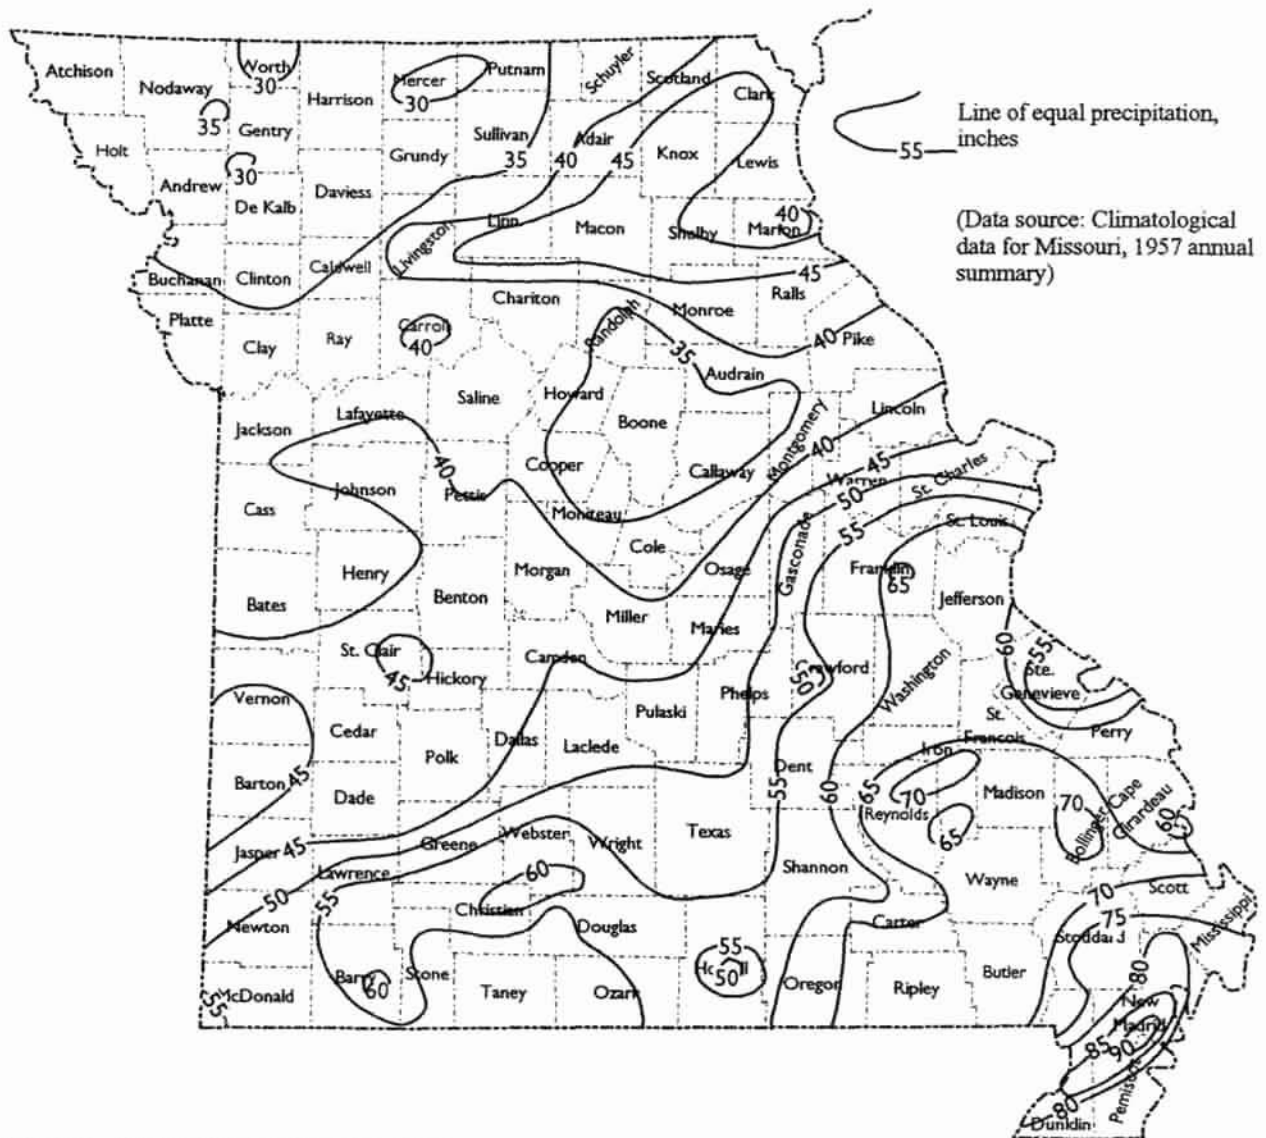 Atchison
Nodaway
Worth
30
Harrison
Mercer
30
Putnam
Schuyler
Scotland
Clark
Line of equal precipitation,
inches
55
35
Gentry
Holt
Grundy
Sullivan
35
40
Adair
45
Knox
Lewis
Andrew
30
De Kalb
Daviess
Livingston
Linn
Macon
Shelby
Marion
40
(Data source: Climatological
data for Missouri, 1957 annual
summary)
Buchanan
Clinton
Caldwell
Chariton
Monroe
Ralls
45
Platte
Clay
Ray
Carroll
40
Randolph
35
40
Pike
Audrain
Jackson
Lafayette
Saline
Howard
Boone
Montgomery
Lincoln
40
45
Cass
Johnson
40
Pettis
Cooper
Callaway
Warren
St. Charles
50
Moniteau
Cole
Osage
Gasconade
55
St. Louis
Bates
Henry
Benton
Morgan
Miller
Maries
Franklin
65
Jefferson
St. Clair
45
Hickory
Camden
Phelps
50
Crawford
Washington
60
55
Ste.
Genevieve
St.
Francois
Perry
Vernon
Cedar
Polk
Dallas
Laclede
Pulaski
Dent
Iron
Barton
45
Dade
Texas
55
60
65
Reynolds
70
Madison
70
Bollinger
Cape
Girardeau
60
Jasper
45
Greene
Webster
Wright
65
Lawrence
50
55
60
Shannon
Wayne
70
Scott
Newton
Christian
Douglas
Carter
75
Stoddard
Mississippi
55
McDonald
Barry
60
Stone
Taney
Ozark
55
50
Oregon
Ripley
Butler
80
New
Madrid
85
90
Pemiscot
80
Dunklin